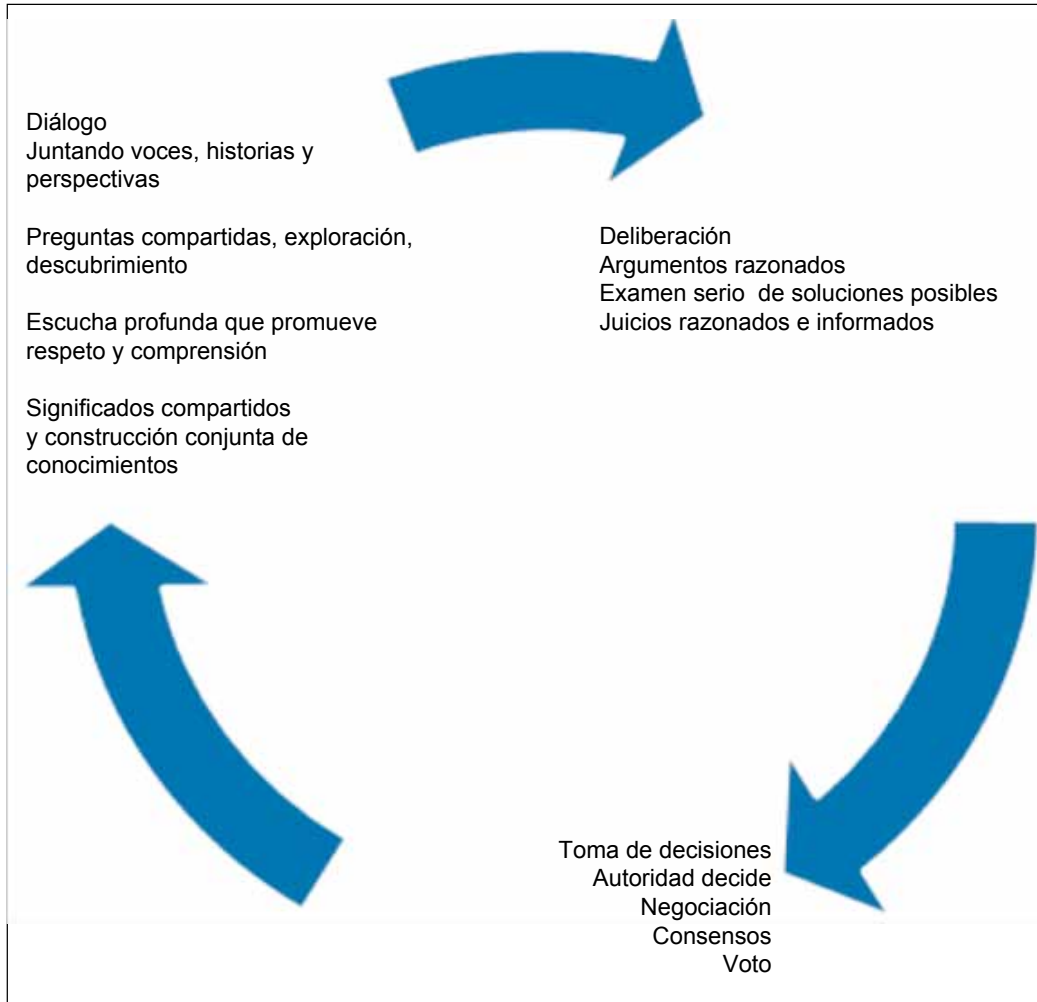 Diálogo
Juntando voces, historias y
perspectivas
Preguntas compartidas, exploración,
descubrimiento
Escucha profunda que promueve
respeto y comprensión
Significados compartidos
y construcción conjunta de
conocimientos
Deliberación
Argumentos razonados
Examen serio  de soluciones posibles
Juicios razonados e informados
Toma de decisiones
Autoridad decide
Negociación
Consensos
Voto